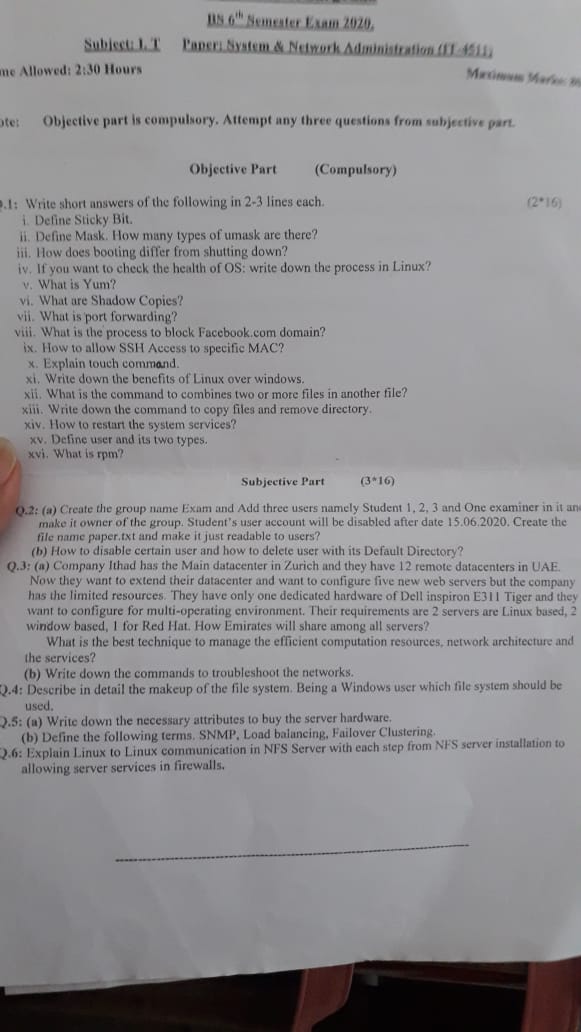 BS 6th Semester Exam 2020.
Subject: I. T Paper: System & Network Administration (IT-4511)
me Allowed: 2:30 Hours Maximum Marks:
ote: Objective part is compulsory. Attempt any three questions from subjective part.
Objective Part (Compulsory)
Q.1: Write short answers of the following in 2-3 lines each. (2*16)
i. Define Sticky Bit.
ii. Define Mask. How many types of umask are there?
iii. How does booting differ from shutting down?
iv. If you want to check the health of OS: write down the process in Linux?
v. What is Yum?
vi. What are Shadow Copies?
vii. What is port forwarding?
viii. What is the process to block Facebook.com domain?
ix. How to allow SSH Access to specific MAC?
x. Explain touch command.
xi. Write down the benefits of Linux over windows.
xii. What is the command to combines two or more files in another file?
xiii. Write down the command to copy files and remove directory.
xiv. How to restart the system services?
xv. Define user and its two types.
xvi. What is rpm?
Subjective Part (3*16)
Q.2: (a) Create the group name Exam and Add three users namely Student 1, 2, 3 and One examiner in it an
make it owner of the group. Student's user account will be disabled after date 15.06.2020. Create the
file name paper.txt and make it just readable to users?
(b) How to disable certain user and how to delete user with its Default Directory?
Q.3: (a) Company Ithad has the Main datacenter in Zurich and they have 12 remote datacenters in UAE.
Now they want to extend their datacenter and want to configure five new web servers but the company
has the limited resources. They have only one dedicated hardware of Dell inspiron E311 Tiger and they
want to configure for multi-operating environment. Their requirements are 2 servers are Linux based, 2
window based, 1 for Red Hat. How Emirates will share among all servers?
What is the best technique to manage the efficient computation resources, network architecture and
the services?
(b) Write down the commands to troubleshoot the networks.
Q.4: Describe in detail the makeup of the file system. Being a Windows user which file system should be
used.
Q.5: (a) Write down the necessary attributes to buy the server hardware.
(b) Define the following terms. SNMP, Load balancing, Failover Clustering.
Q.6: Explain Linux to Linux communication in NFS Server with each step from NFS server installation to
allowing server services in firewalls.